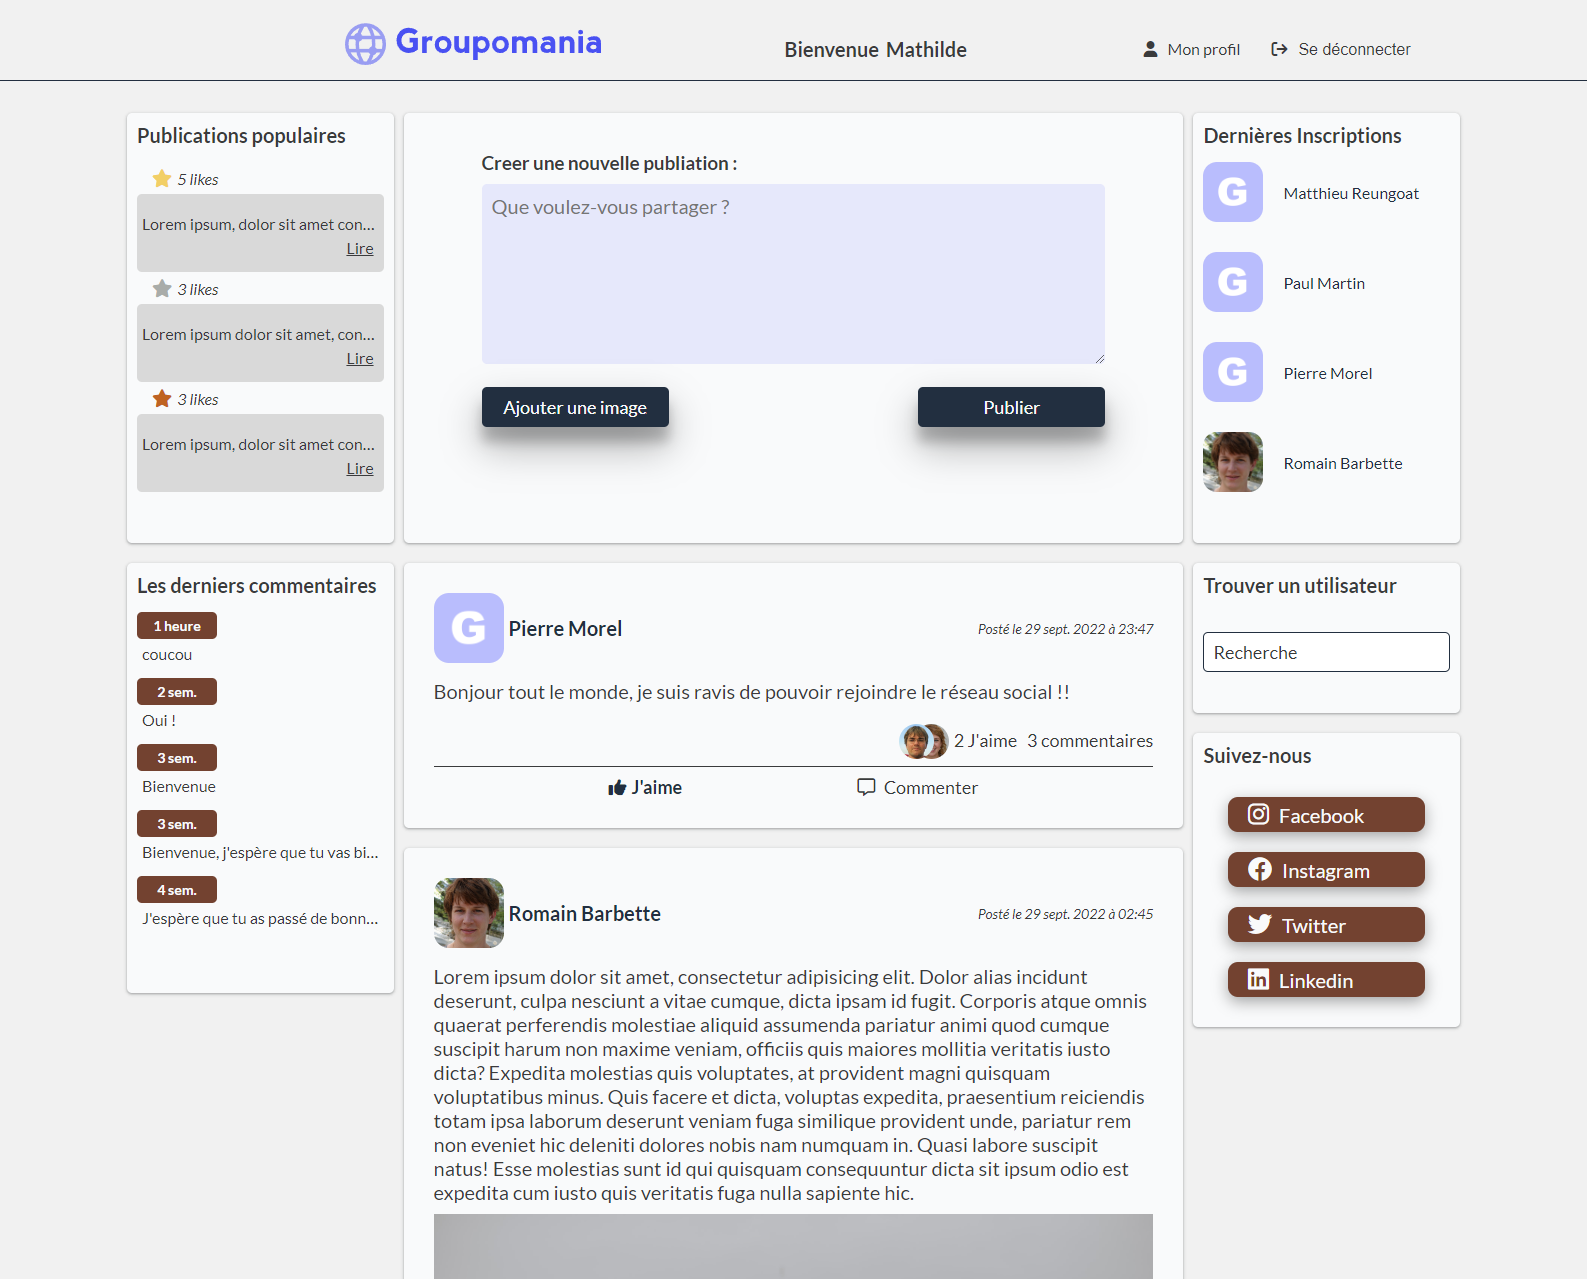 Groupomania
Bienvenue Mathilde
Mon profil
Se déconnecter
Publications populaires
5 likes
Lorem ipsum, dolor sit amet con...
Lire
3 likes
Lorem ipsum dolor sit amet, con...
Lire
3 likes
Lorem ipsum, dolor sit amet con...
Lire
Creer une nouvelle publiation :
Que voulez-vous partager ?
Ajouter une image
Publier
Dernières Inscriptions
G
Matthieu Reungoat
G
Paul Martin
G
Pierre Morel
Romain Barbette
Les derniers commentaires
1 heure
coucou
2 sem.
Oui !
3 sem.
Bienvenue
3 sem.
Bienvenue, j'espère que tu vas bi...
4 sem.
J'espère que tu as passé de bonn...
G
Pierre Morel
Posté le 29 sept. 2022 à 23:47
Bonjour tout le monde, je suis ravis de pouvoir rejoindre le réseau social !!
2 J'aime 3 commentaires
J'aime
Commenter
Romain Barbette
Posté le 29 sept. 2022 à 02:45
Lorem ipsum dolor sit amet, consectetur adipisicing elit. Dolor alias incidunt
deserunt, culpa nesciunt a vitae cumque, dicta ipsam id fugit. Corporis atque omnis
quaerat perferendis molestiae aliquid assumenda pariatur animi quod cumque
suscipit harum non maxime veniam, officiis quis maiores mollitia veritatis iusto
dicta? Expedita molestias quis voluptates, at provident magni quisquam
voluptatibus minus. Quis facere et dicta, voluptas expedita, praesentium reiciendis
totam ipsa laborum deserunt veniam fuga similique provident unde, pariatur rem
non eveniet hic deleniti dolores nobis nam numquam in. Quasi labore suscipit
natus! Esse molestias sunt id qui quisquam consequuntur dicta sit ipsum odio est
expedita cum iusto quis veritatis fuga nulla sapiente hic.
Trouver un utilisateur
Recherche
Suivez-nous
Facebook
Instagram
Twitter
Linkedin